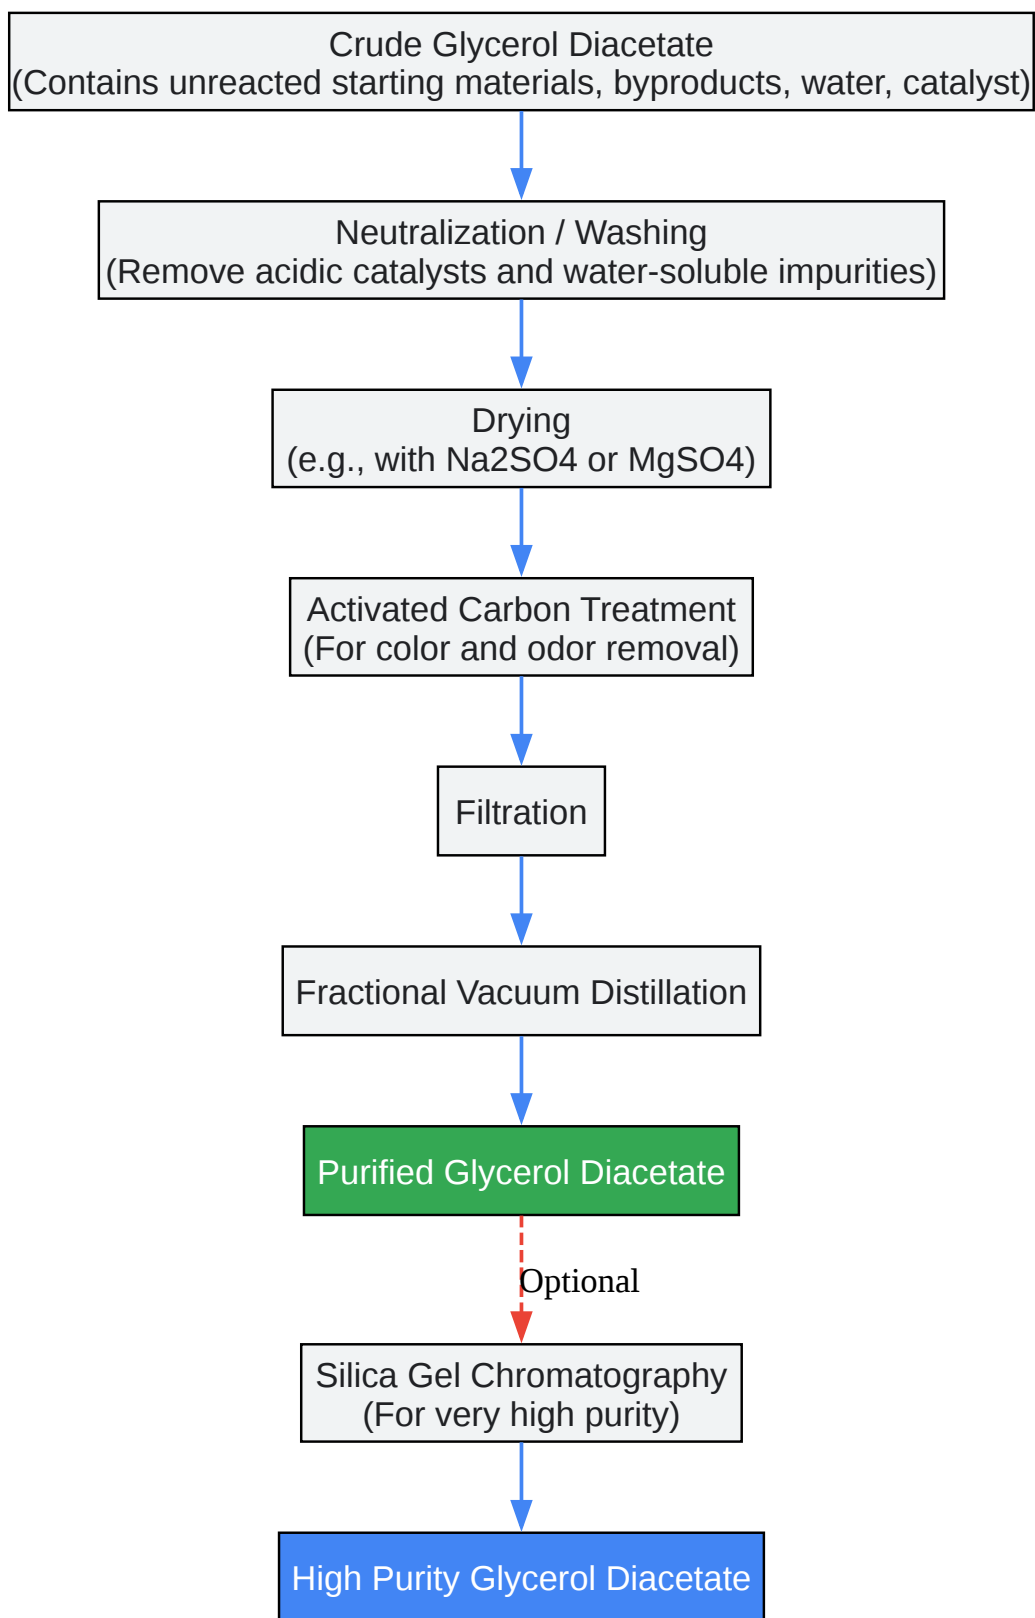 Crude Glycerol Diacetate
(Contains unreacted starting materials, byproducts, water, catalyst)
Neutralization / Washing
(Remove acidic catalysts and water-soluble impurities)
Drying
(e.g., with Na2SO4 or MgSO4)
Activated Carbon Treatment
(For color and odor removal)
Filtration
Fractional Vacuum Distillation
Purified Glycerol Diacetate
Optional
Silica Gel Chromatography
(For very high purity)
High Purity Glycerol Diacetate